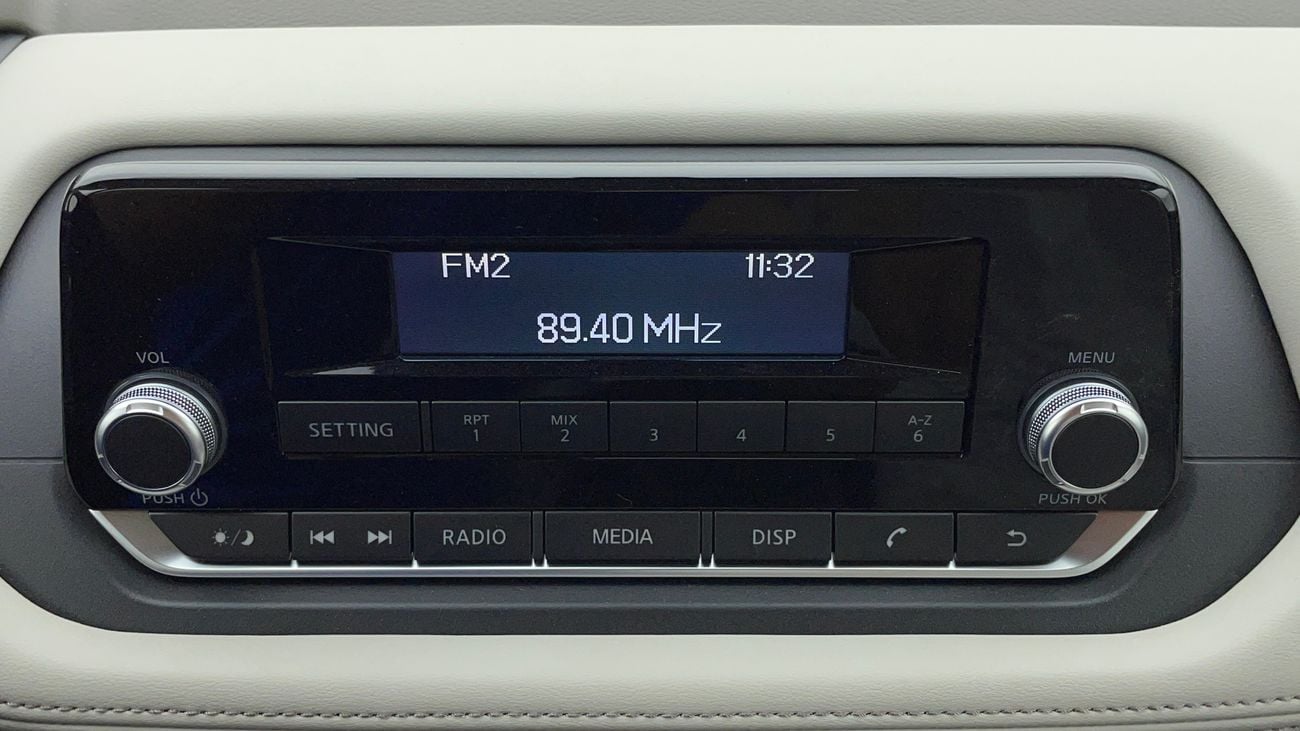 FM2 11:32
89.40 MHz
VOL
MENU
SETTING
RPT
1
MIX
2
3
4
5
A-Z
6
PUSH
PUSH OK
RADIO
MEDIA
DISP